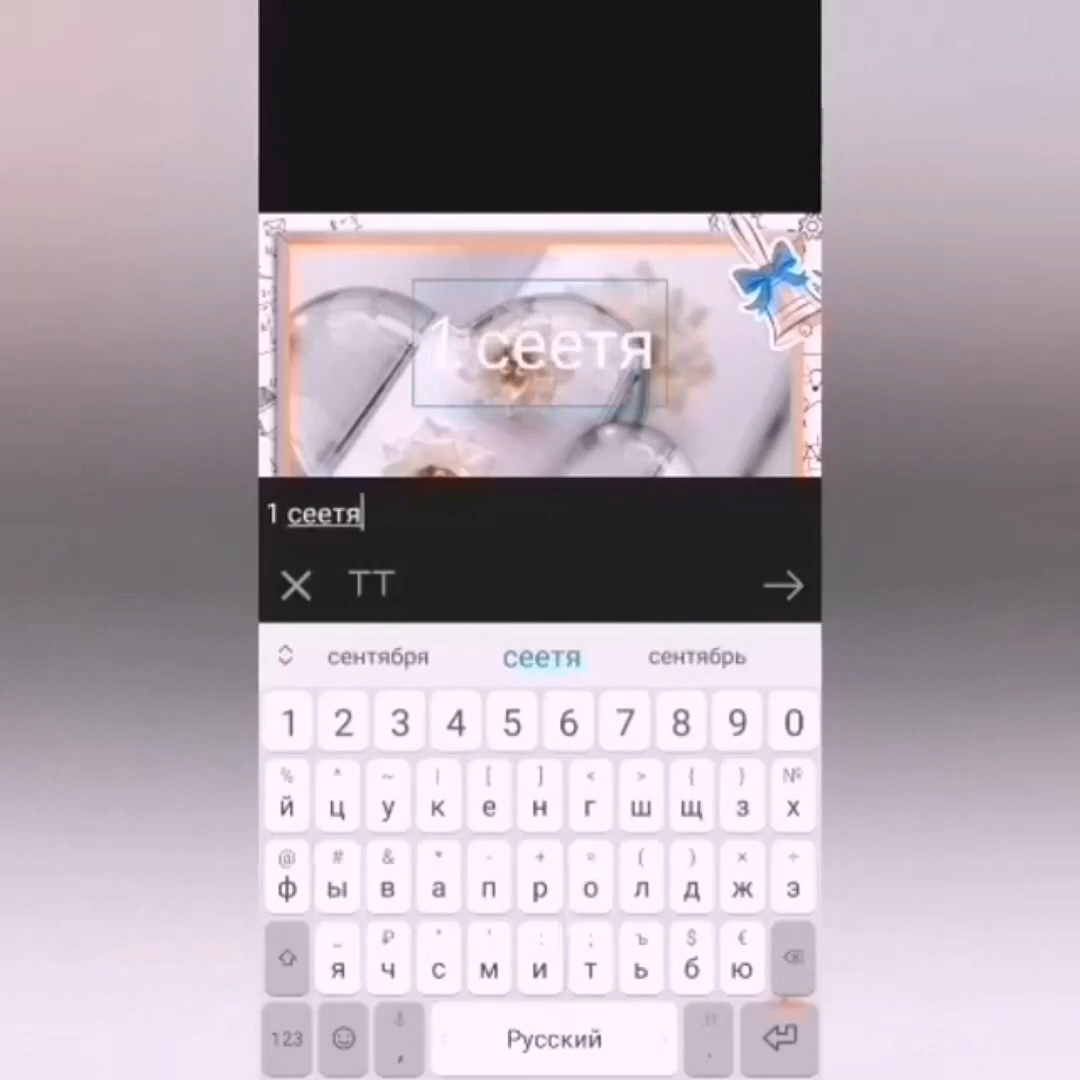 1 сеетя
1 сеетя
TT
сентября сеетя сентябрь
1 2 3 4 5 6 7 8 9 0
% ^ ~ | [ ] < > { } №
й ц у к е н г ш щ з х
@ # & * - + = ( ) × ÷
ф ы в а п р о л д ж э
_ ₽ " ' : ; ъ $ €
я ч с м и т ь б ю
123 , Русский .